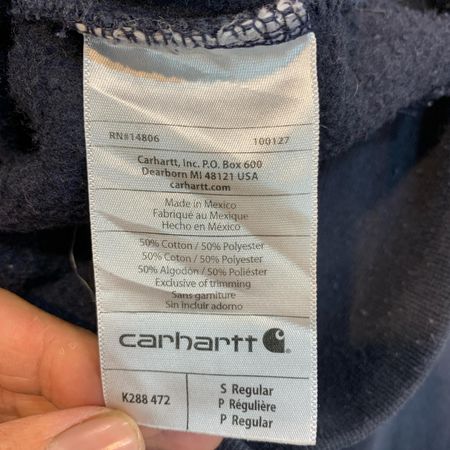 RN#14806 100127
Carhartt, Inc. P.O. Box 600
Dearborn MI 48121 USA
carhartt.com
Made in Mexico
Fabriqué au Mexique
Hecho en México
50% Cotton / 50% Polyester
50% Coton / 50% Polyester
50% Algodón / 50% Poliéster
Exclusive of trimming
Sans garniture
Sin incluir adorno
carhartt
K288 472
S Regular
P Régulière
P Regular